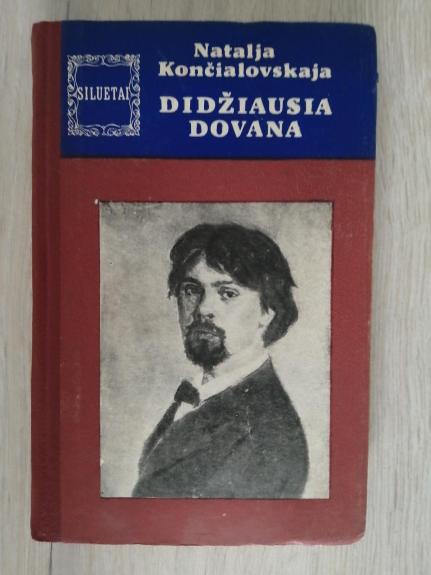 SILUETAI
Natalja
Končialovskaja
DIDŽIAUSIA
DOVANA